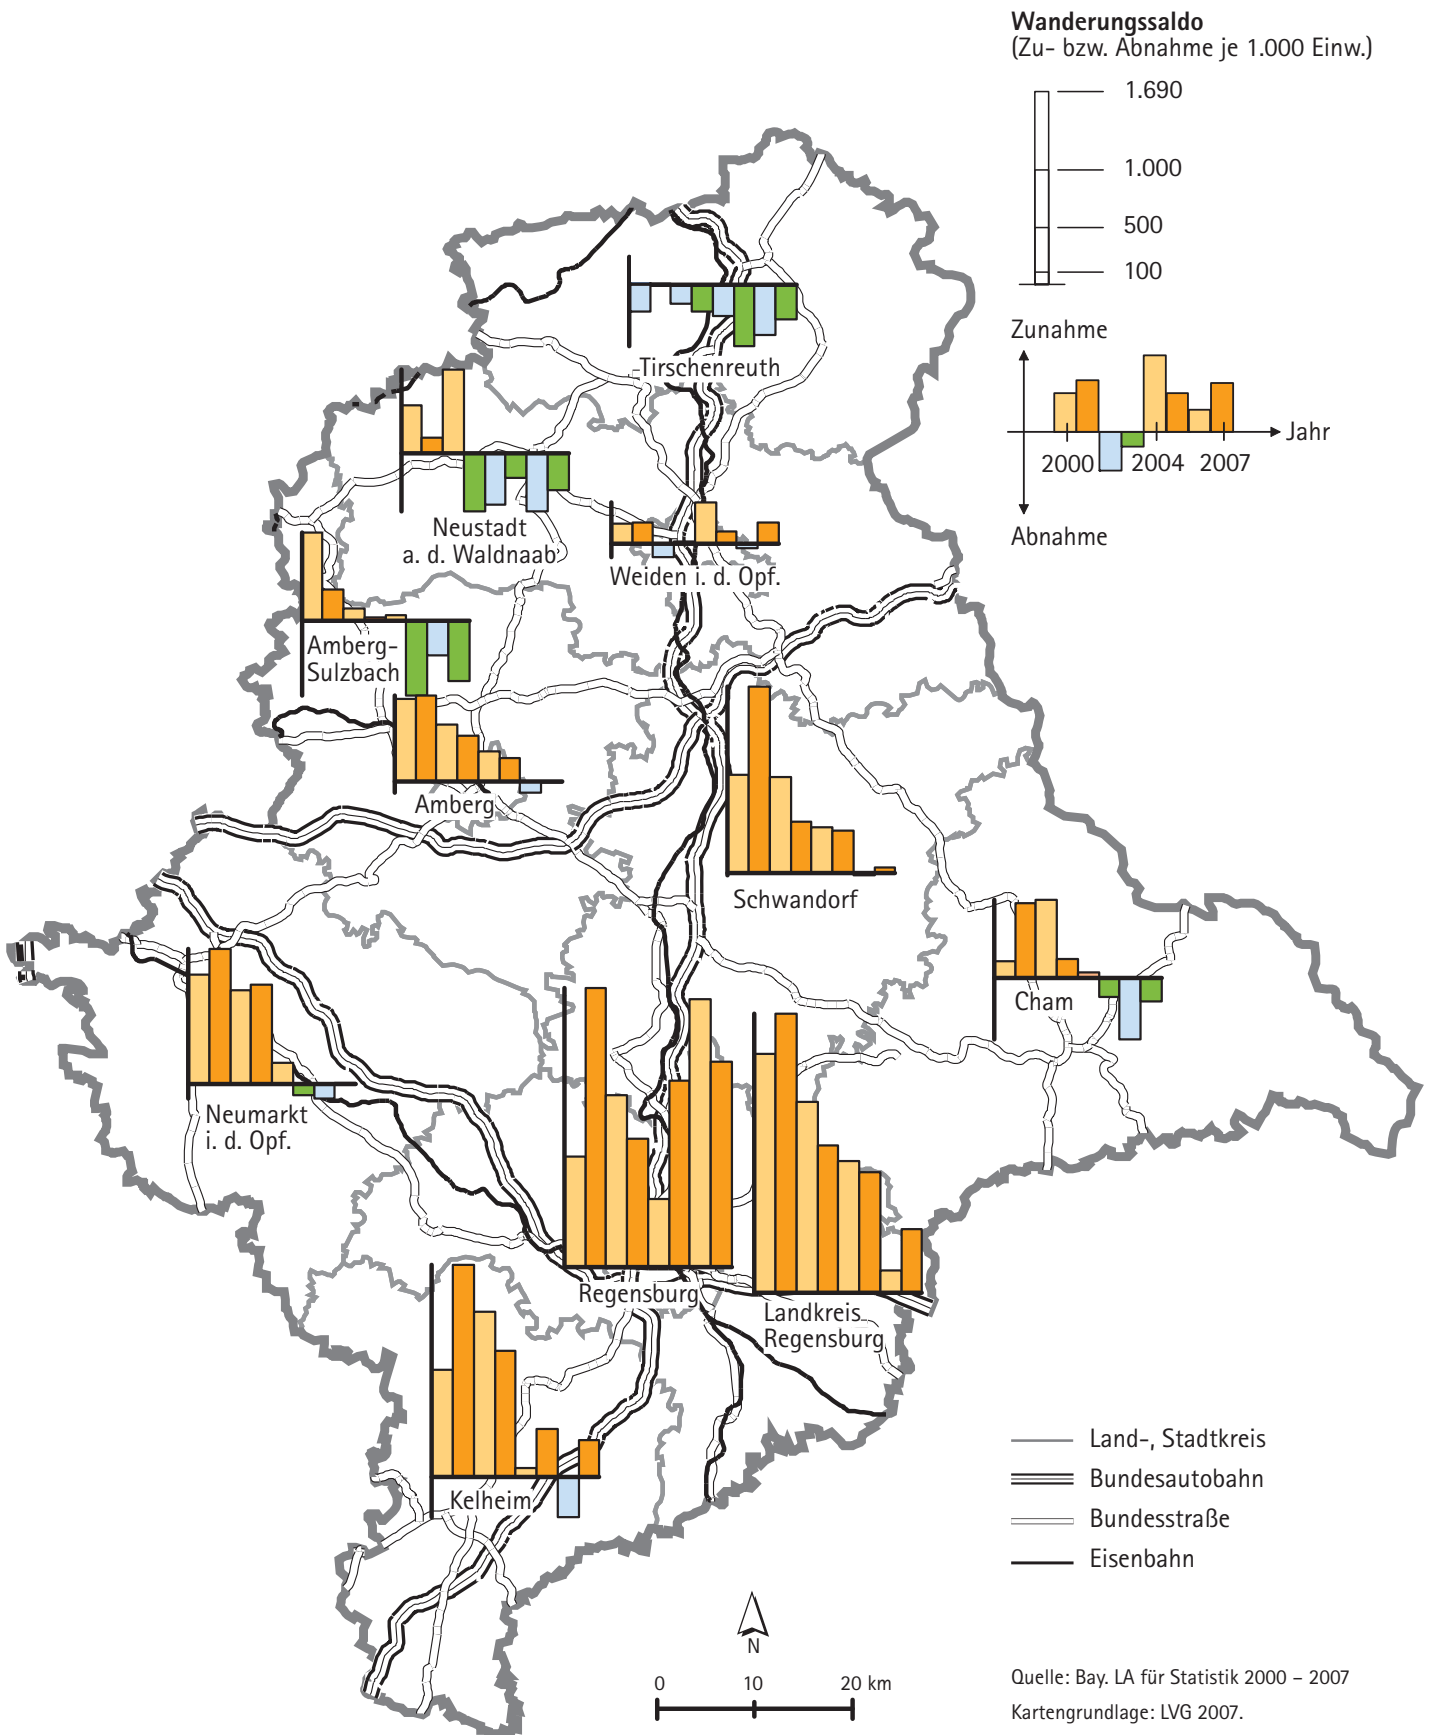 Wanderungssaldo
(Zu- bzw. Abnahme je 1.000 Einw.)
1.690
1.000
500
100
Zunahme
Jahr
2000
2004
2007
Abnahme
Tirschenreuth
Neustadt
a. d. Waldnaab
Weiden i. d. Opf.
Amberg-
Sulzbach
Amberg
Schwandorf
Cham
Neumarkt
i. d. Opf.
Regensburg
Landkreis
Regensburg
Kelheim
Land-, Stadtkreis
Bundesautobahn
Bundesstraße
Eisenbahn
N
0 10 20 km
Quelle: Bay. LA für Statistik 2000 – 2007
Kartengrundlage: LVG 2007.